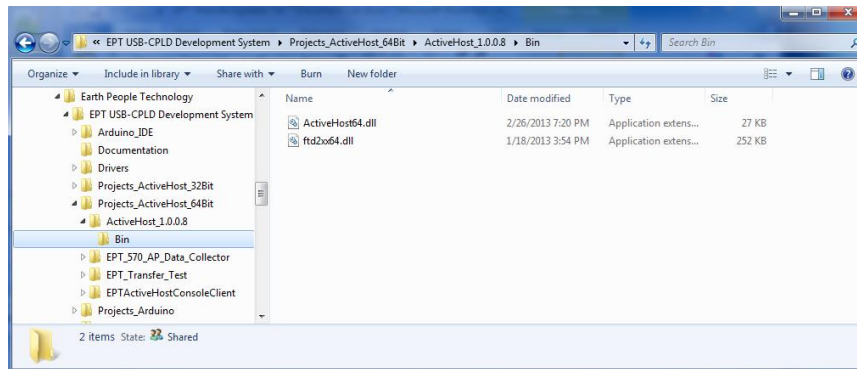 « EPT USB-CPLD Development System ▸ Projects_ActiveHost_64Bit ▸ ActiveHost_1.0.0.8 ▸ Bin
Search Bin
Organize Include in library Share with Burn New folder
Earth People Technology
EPT USB-CPLD Development System
Arduino_IDE
Documentation
Drivers
Projects_ActiveHost_32Bit
Projects_ActiveHost_64Bit
ActiveHost_1.0.0.8
Bin
EPT_570_AP_Data_Collector
EPT_Transfer_Test
EPTActiveHostConsoleClient
Projects_Arduino
Name Date modified Type Size
ActiveHost64.dll 2/26/2013 7:20 PM Application extens... 27 KB
ftd2xx64.dll 1/18/2013 3:54 PM Application extens... 252 KB
2 items State: Shared